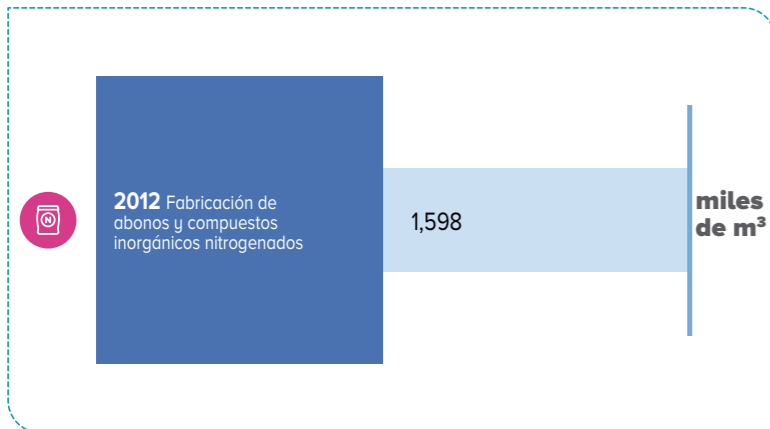 2012 Fabricación de
abonos y compuestos
inorgánicos nitrogenados
1,598
miles
de m³
N